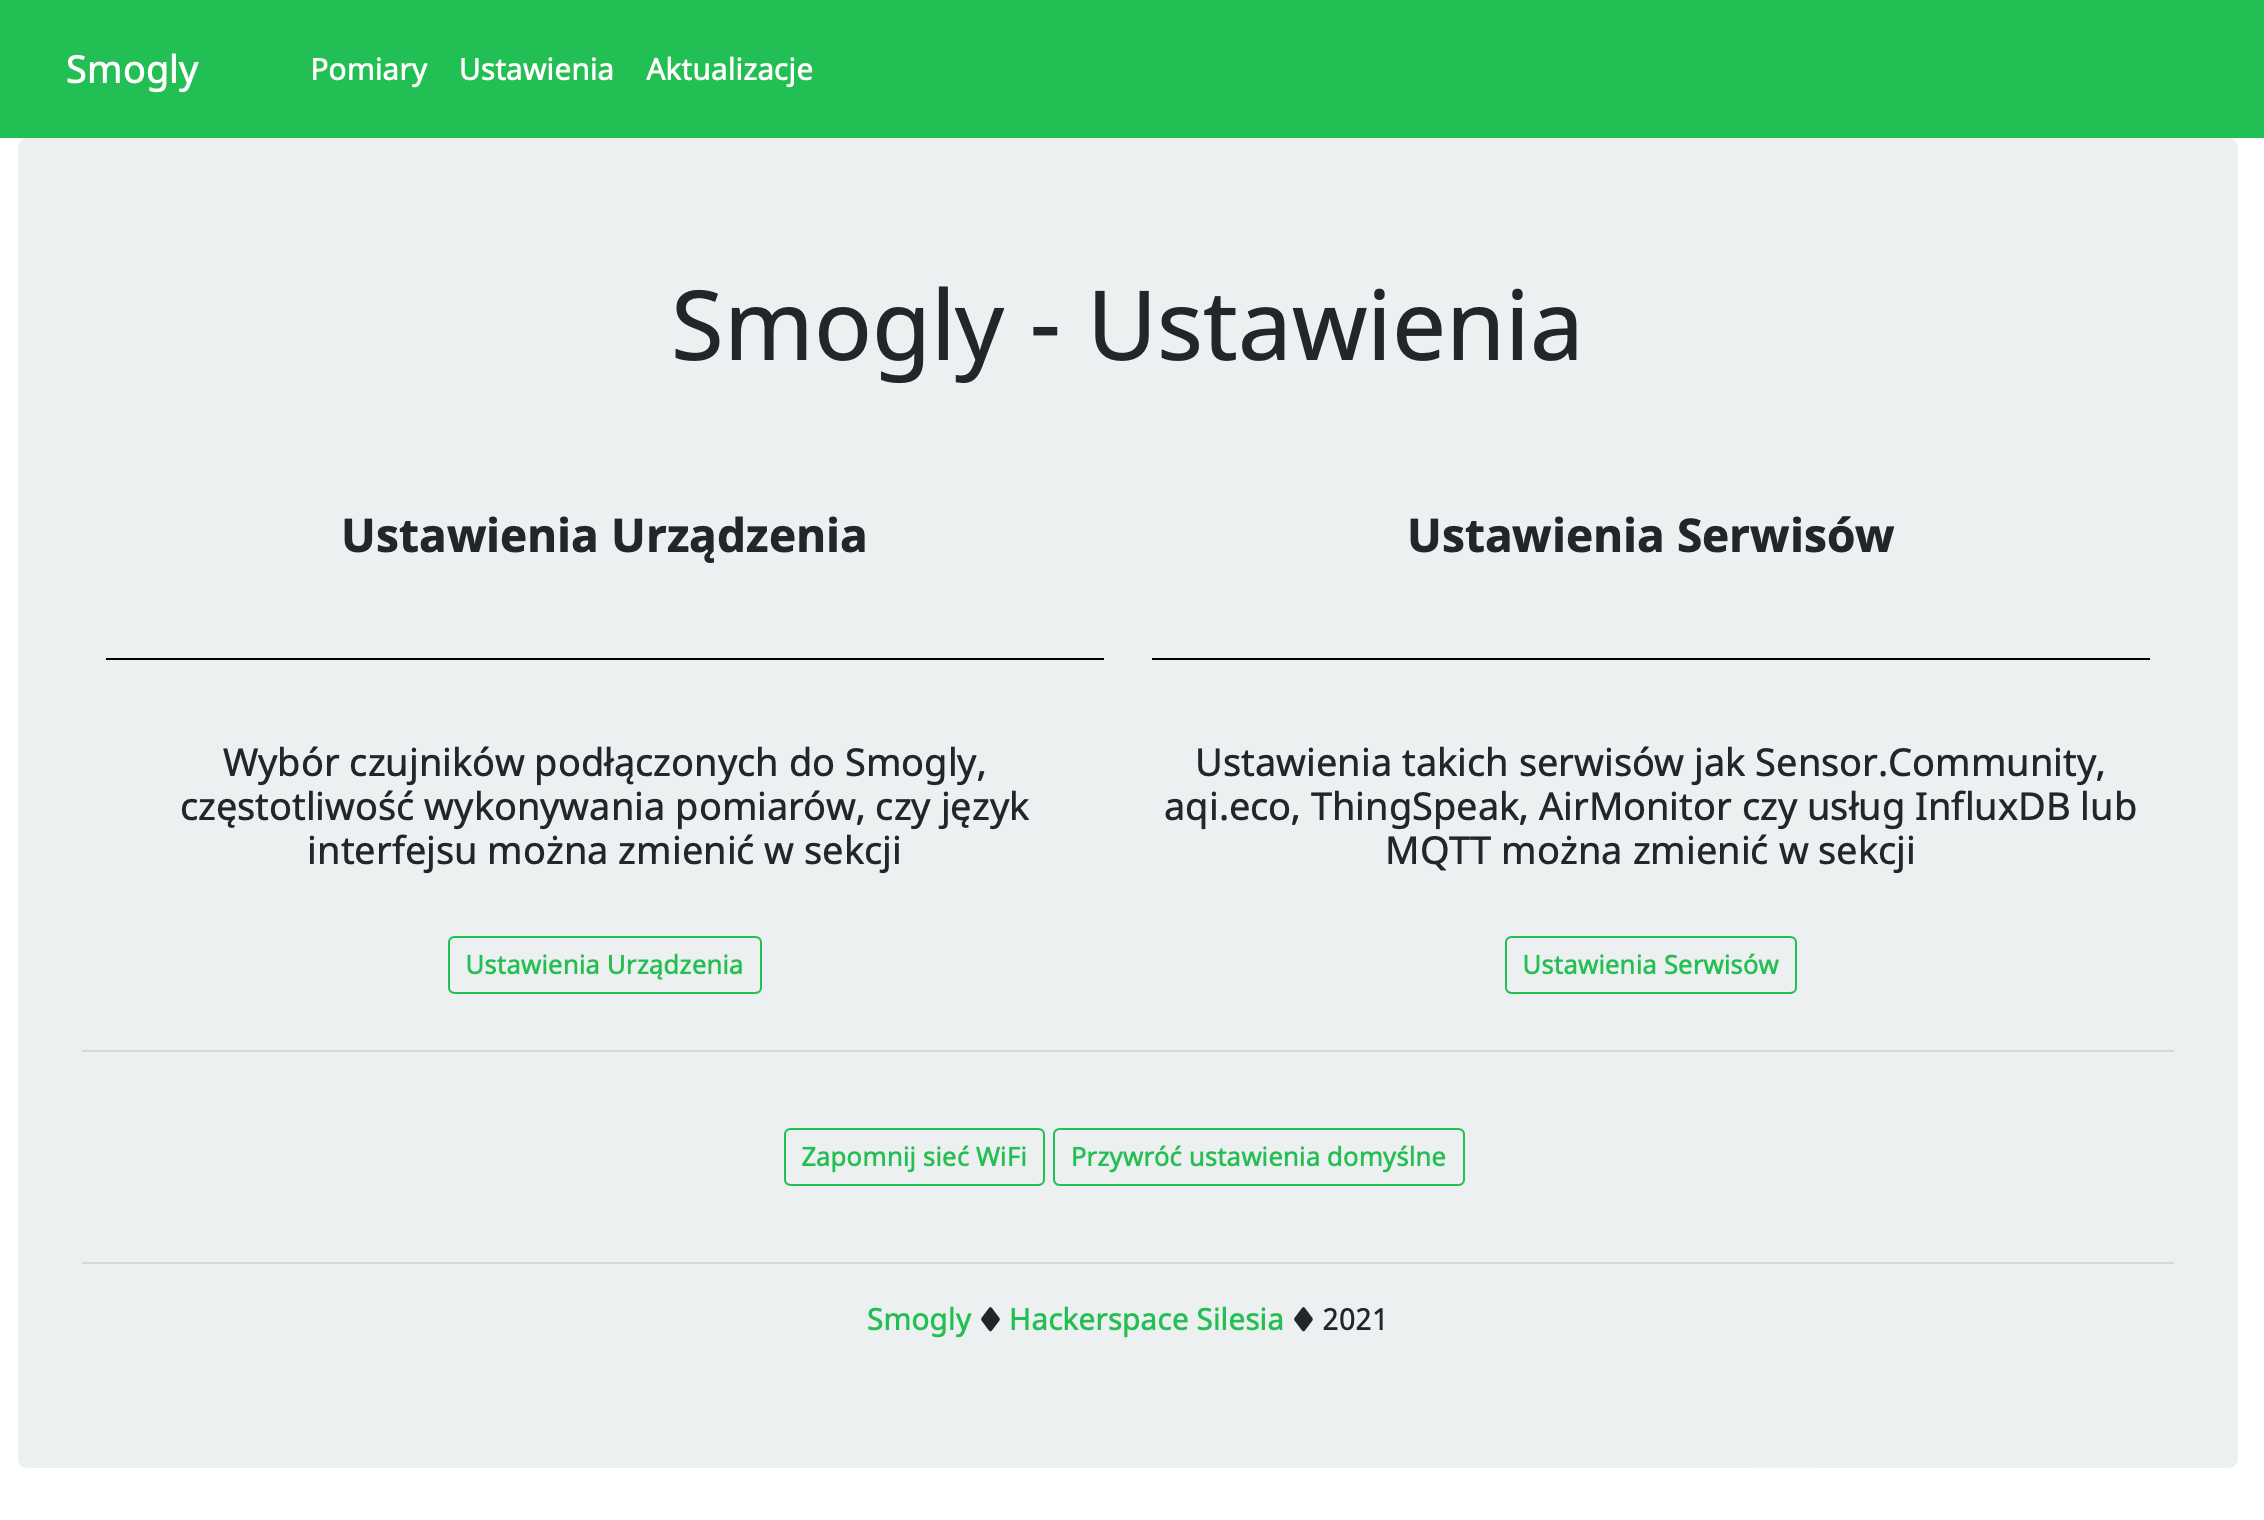 Smogly
Pomiary
Ustawienia
Aktualizacje
Smogly - Ustawienia
Ustawienia Urządzenia
Wybór czujników podłączonych do Smogly,
częstotliwość wykonywania pomiarów, czy język
interfejsu można zmienić w sekcji
Ustawienia Urządzenia
Ustawienia Serwisów
Ustawienia takich serwisów jak Sensor.Community,
aqi.eco, ThingSpeak, AirMonitor czy usług InfluxDB lub
MQTT można zmienić w sekcji
Ustawienia Serwisów
Zapomnij sieć WiFi
Przywróć ustawienia domyślne
Smogly ♦ Hackerspace Silesia ♦ 2021